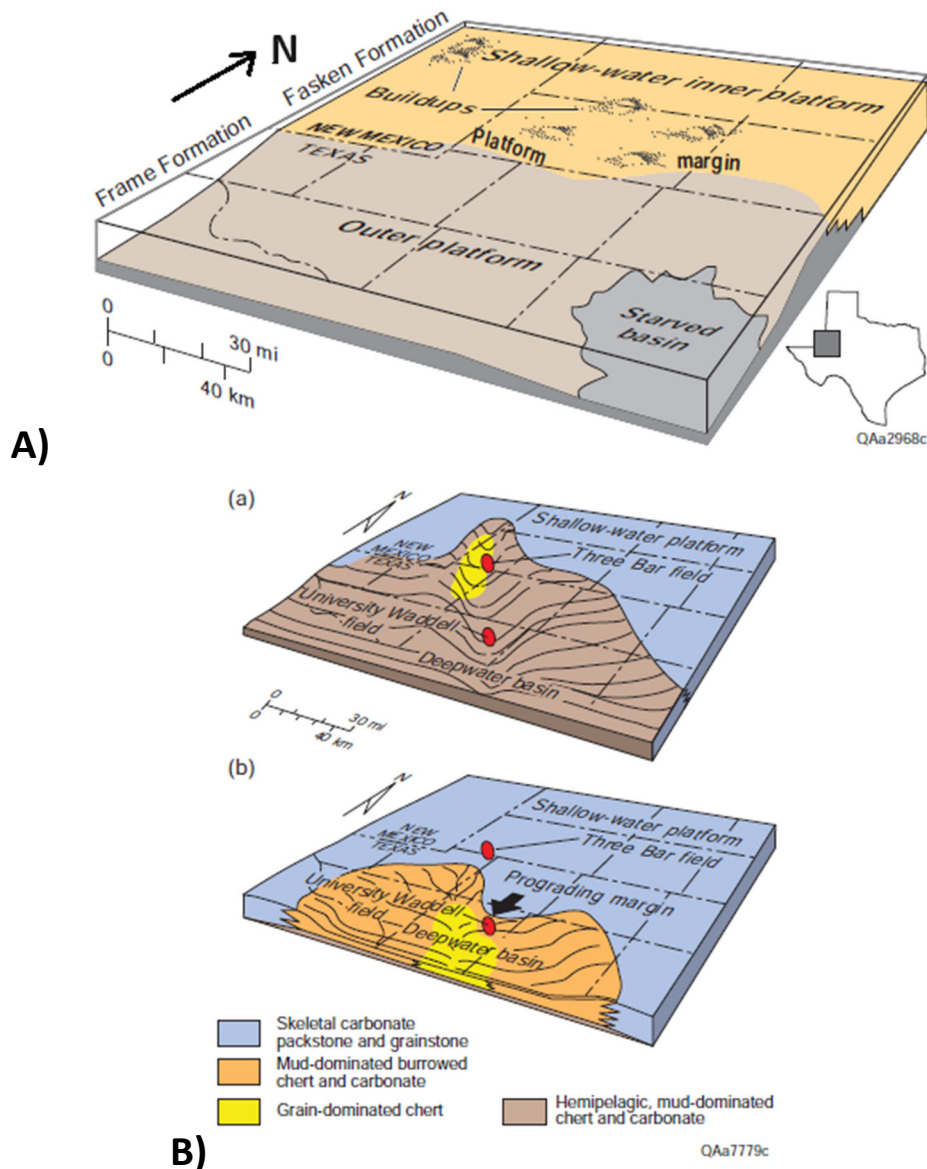 N
Fasken Formation
Frame Formation
Shallow-water inner platform
Buildups
NEW MEXICO
TEXAS
Platform
margin
Outer platform
Starved
basin
0
30 mi
0
40 km
QAa2968c
A)
(a)
N
Shallow-water platform
NEW
MEXICO
TEXAS
Three Bar field
University Waddell
field
Deepwater basin
0
30 mi
0
40 km
(b)
N
Shallow-water platform
NEW
MEXICO
TEXAS
Three Bar field
Prograding margin
University Waddell
field
Deepwater basin
Skeletal carbonate
packstone and grainstone
Mud-dominated burrowed
chert and carbonate
Grain-dominated chert
Hemipelagic, mud-dominated
chert and carbonate
QAa7779c
B)